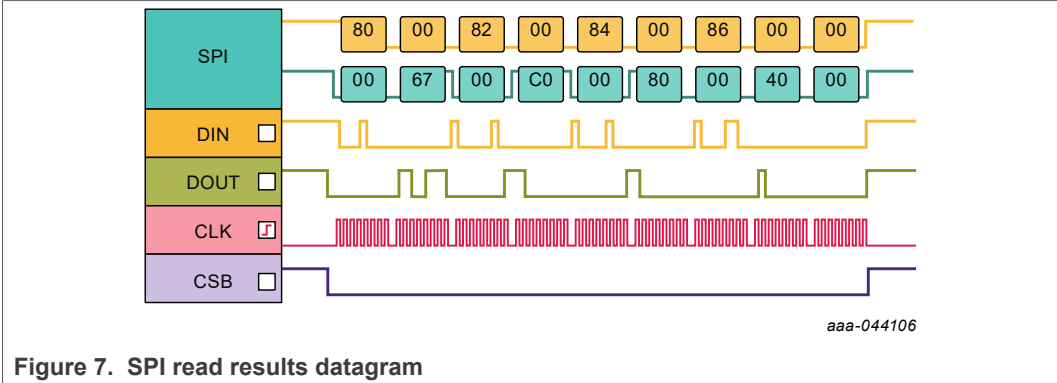 80 00 82 00 84 00 86 00 00
SPI
00 67 00 C0 00 80 00 40 00
DIN
DOUT
CLK
CSB
aaa-044106
Figure 7. SPI read results datagram